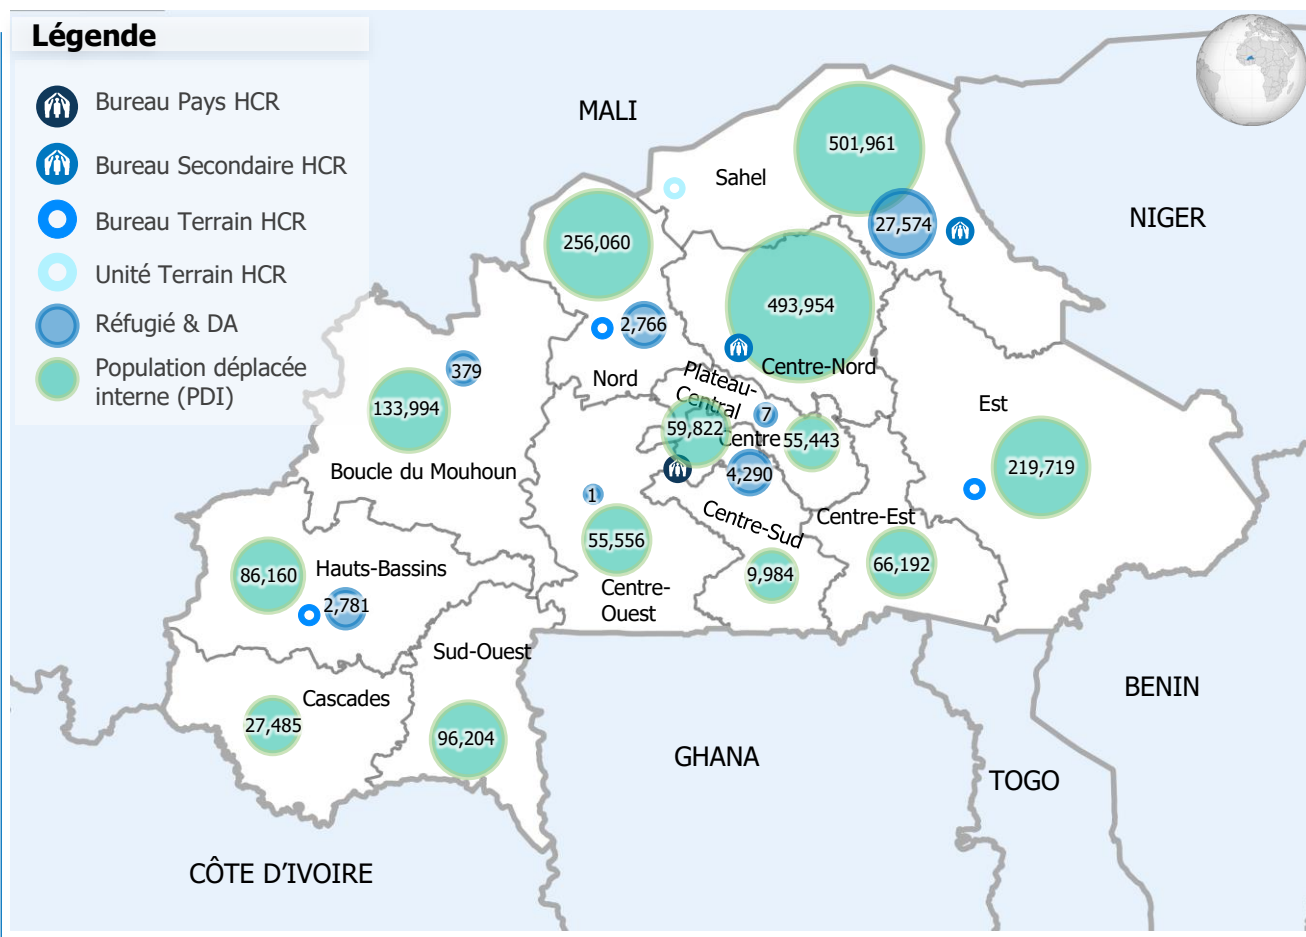 Légende
Bureau Pays HCR
Bureau Secondaire HCR
Bureau Terrain HCR
Unité Terrain HCR
Réfugié & DA
Population déplacée
interne (PDI)
MALI
NIGER
BENIN
TOGO
GHANA
CÔTE D’IVOIRE
Sahel
501,961
27,574
256,060
2,766
Nord
493,954
Centre-Nord
379
133,994
Boucle du Mouhoun
Plateau-
Central
7
59,822
Centre
55,443
4,290
Est
219,719
1
55,556
Centre-
Ouest
Centre-Sud
9,984
Centre-Est
66,192
86,160
Hauts-Bassins
2,781
Sud-Ouest
96,204
Cascades
27,485